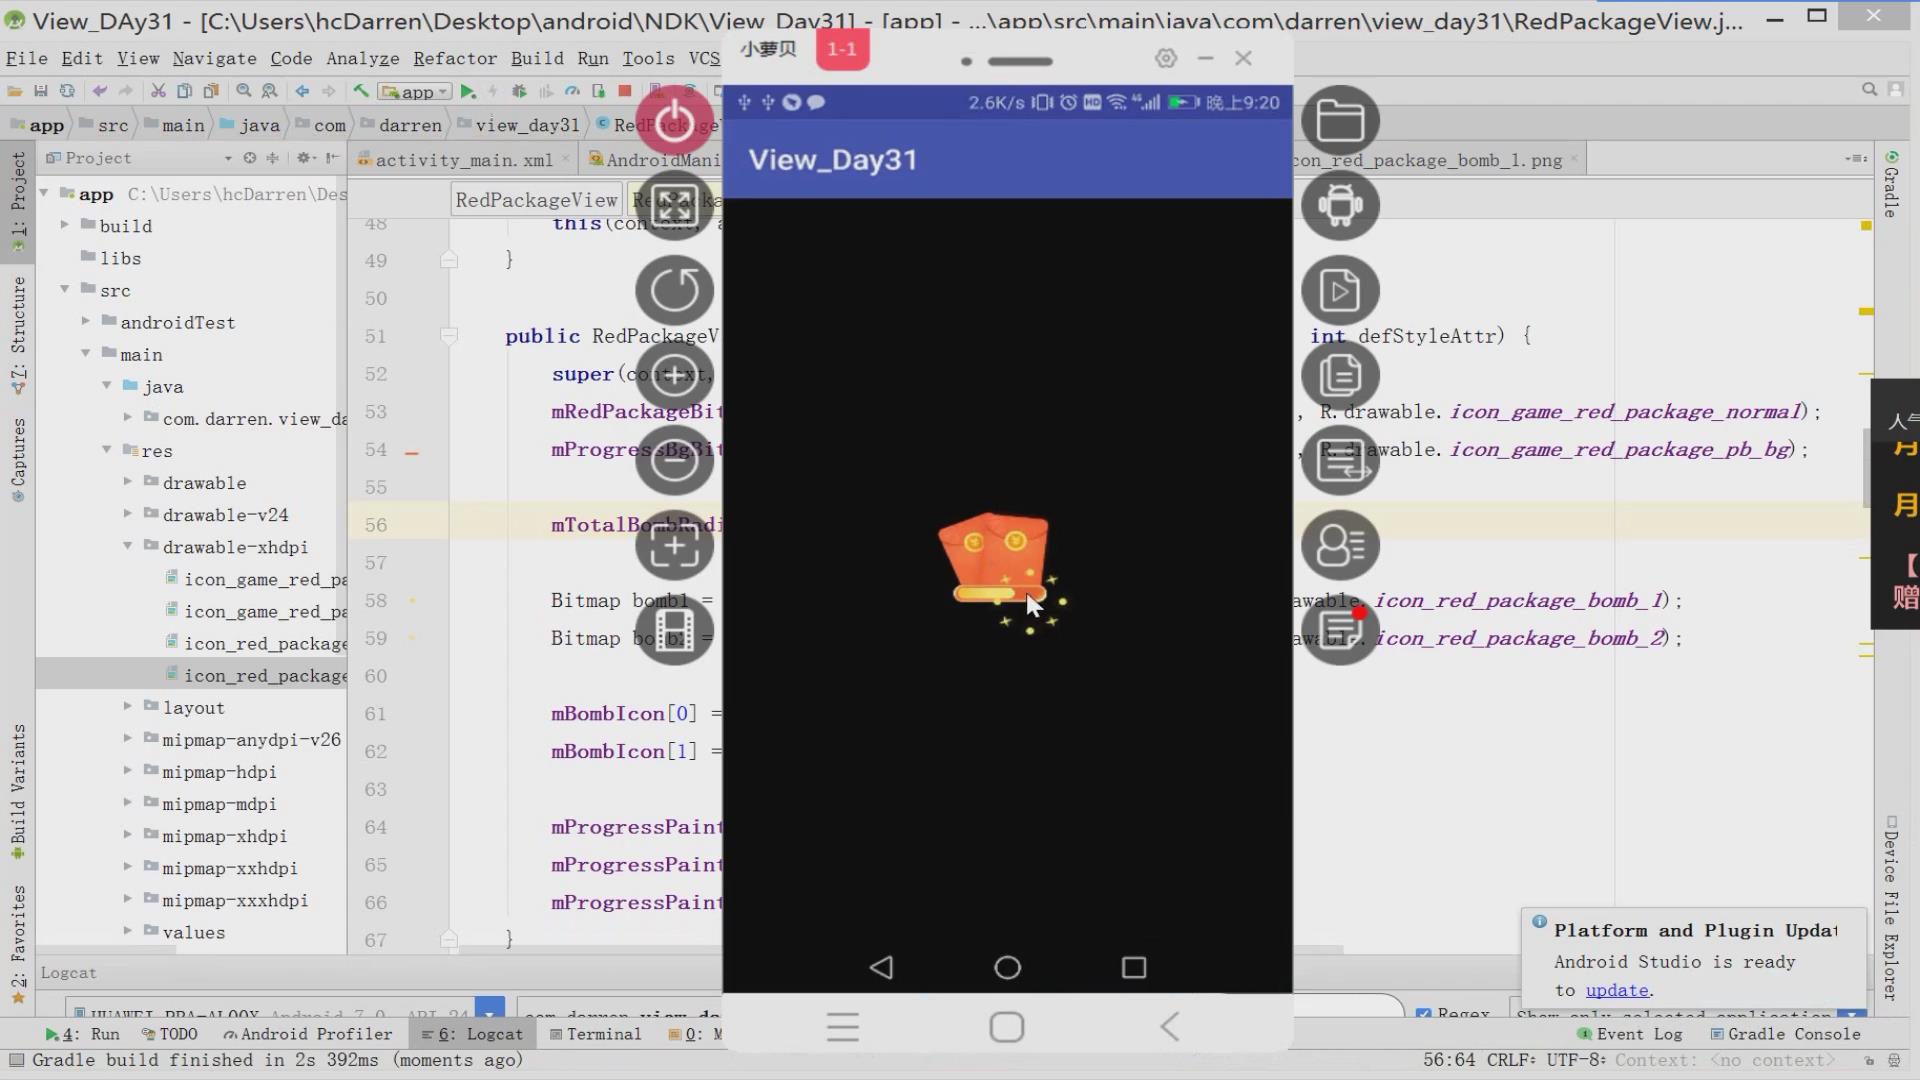 View_DAy31 - [C:\Users\hcDarren\Desktop\android\NDK\View_Day31] - [app] - ...\app\src\main\java\com\darren\view_day31\RedPackageView.j...
File Edit View Navigate Code Analyze Refactor Build Run Tools VCS
小萝贝 1-1
app
app src main java com darren view_day31
2.6K/s HD 晚上9:20
Project
activity_main.xml
AndroidMani
con_red_package_bomb_1.png
View_Day31
app C:\Users\hcDarren\Des
RedPackageView
build
libs
src
androidTest
main
java
com.darren.view_da
res
drawable
drawable-v24
drawable-xhdpi
icon_game_red_pa
icon_game_red_pa
icon_red_package
icon_red_package
layout
mipmap-anydpi-v26
mipmap-hdpi
mipmap-mdpi
mipmap-xhdpi
mipmap-xxhdpi
mipmap-xxxhdpi
values
48 this(
49 }
50
51 public RedPackageV int defStyleAttr) {
52 super(
53 mRedPackageBit , R.drawable.icon_game_red_package_normal);
54 mProgressBgBit , R.drawable.icon_game_red_package_pb_bg);
55
56 mTotalBombRadi
57
58 Bitmap bomb1 = awable.icon_red_package_bomb_1);
59 Bitmap awable.icon_red_package_bomb_2);
60
61 mBombIcon[0] =
62 mBombIcon[1] =
63
64 mProgressPaint
65 mProgressPaint
66 mProgressPaint
67 }
1: Project
7: Structure
Captures
Build Variants
2: Favorites
Gradle
Device File Explorer
人气
月
月
【
赠
Platform and Plugin Updat
Android Studio is ready
to update.
Logcat
Regex
Show only selected application
4: Run TODO Android Profiler 6: Logcat Terminal 0: M
Event Log Gradle Console
Gradle build finished in 2s 392ms (moments ago)
56:64 CRLF: UTF-8: Context: <no context>